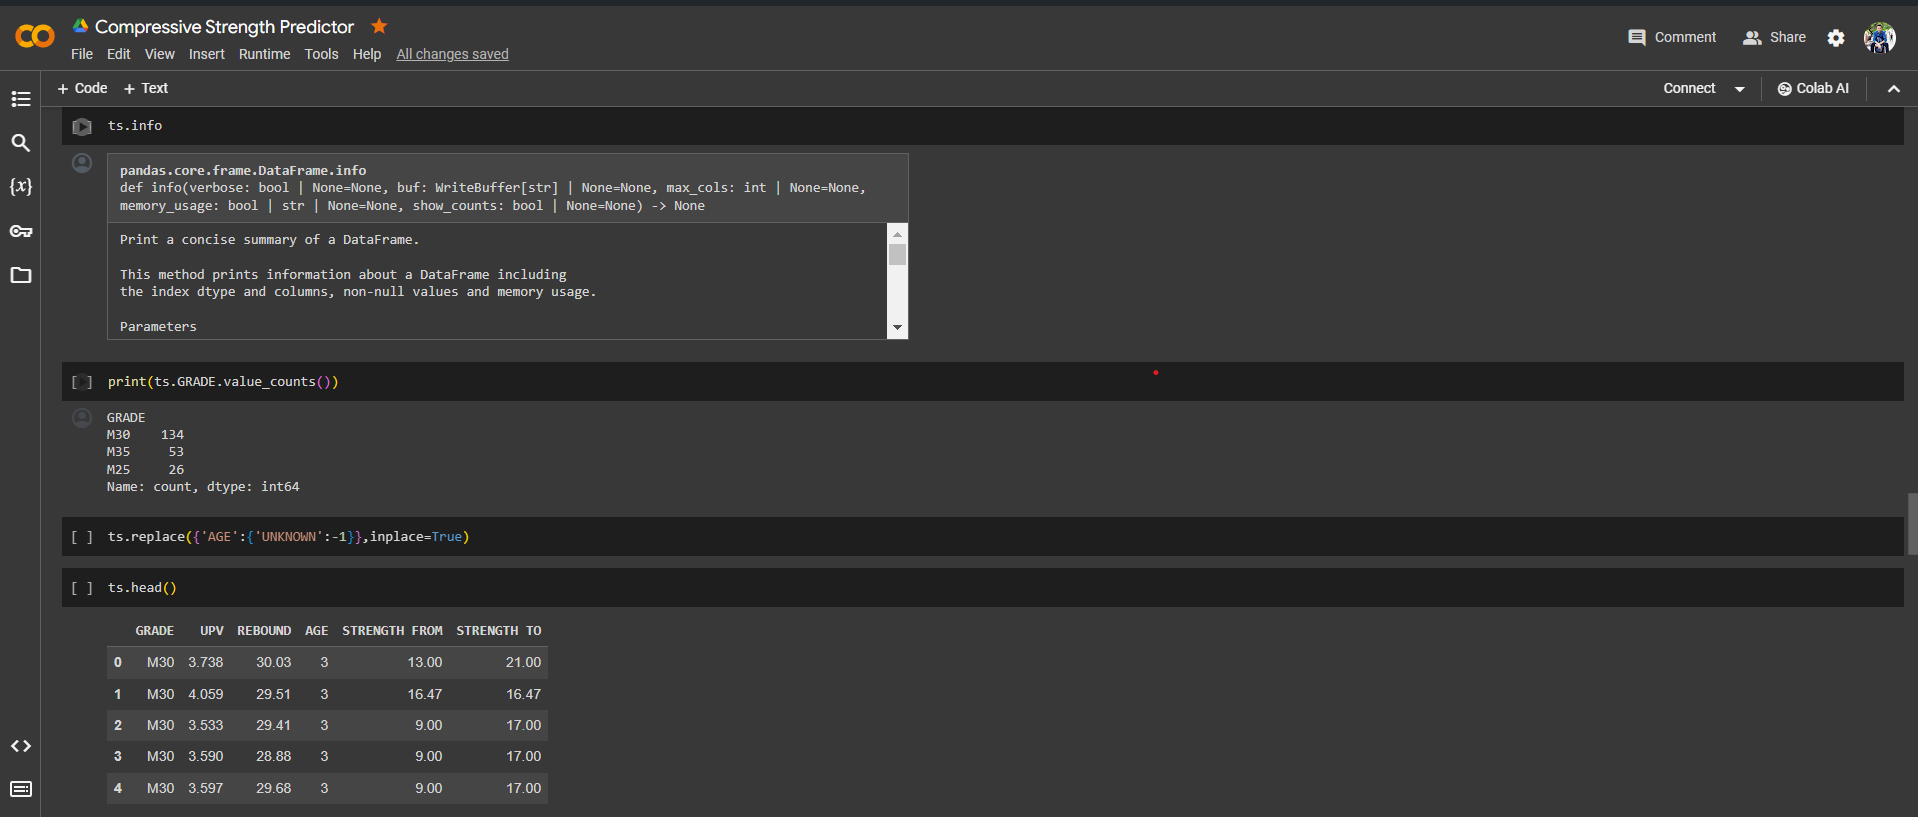 Compressive Strength Predictor
File Edit View Insert Runtime Tools Help All changes saved
Comment Share
+ Code + Text
Connect Colab AI
ts.info
pandas.core.frame.DataFrame.info
def info(verbose: bool | None=None, buf: WriteBuffer[str] | None=None, max_cols: int | None=None,
memory_usage: bool | str | None=None, show_counts: bool | None=None) -> None
Print a concise summary of a DataFrame.
This method prints information about a DataFrame including
the index dtype and columns, non-null values and memory usage.
Parameters
[ ] print(ts.GRADE.value_counts())
GRADE
M30 134
M35 53
M25 26
Name: count, dtype: int64
[ ] ts.replace({'AGE':{'UNKNOWN':-1}},inplace=True)
[ ] ts.head()
GRADE UPV REBOUND AGE STRENGTH FROM STRENGTH TO
0 M30 3.738 30.03 3 13.00 21.00
1 M30 4.059 29.51 3 16.47 16.47
2 M30 3.533 29.41 3 9.00 17.00
3 M30 3.590 28.88 3 9.00 17.00
4 M30 3.597 29.68 3 9.00 17.00